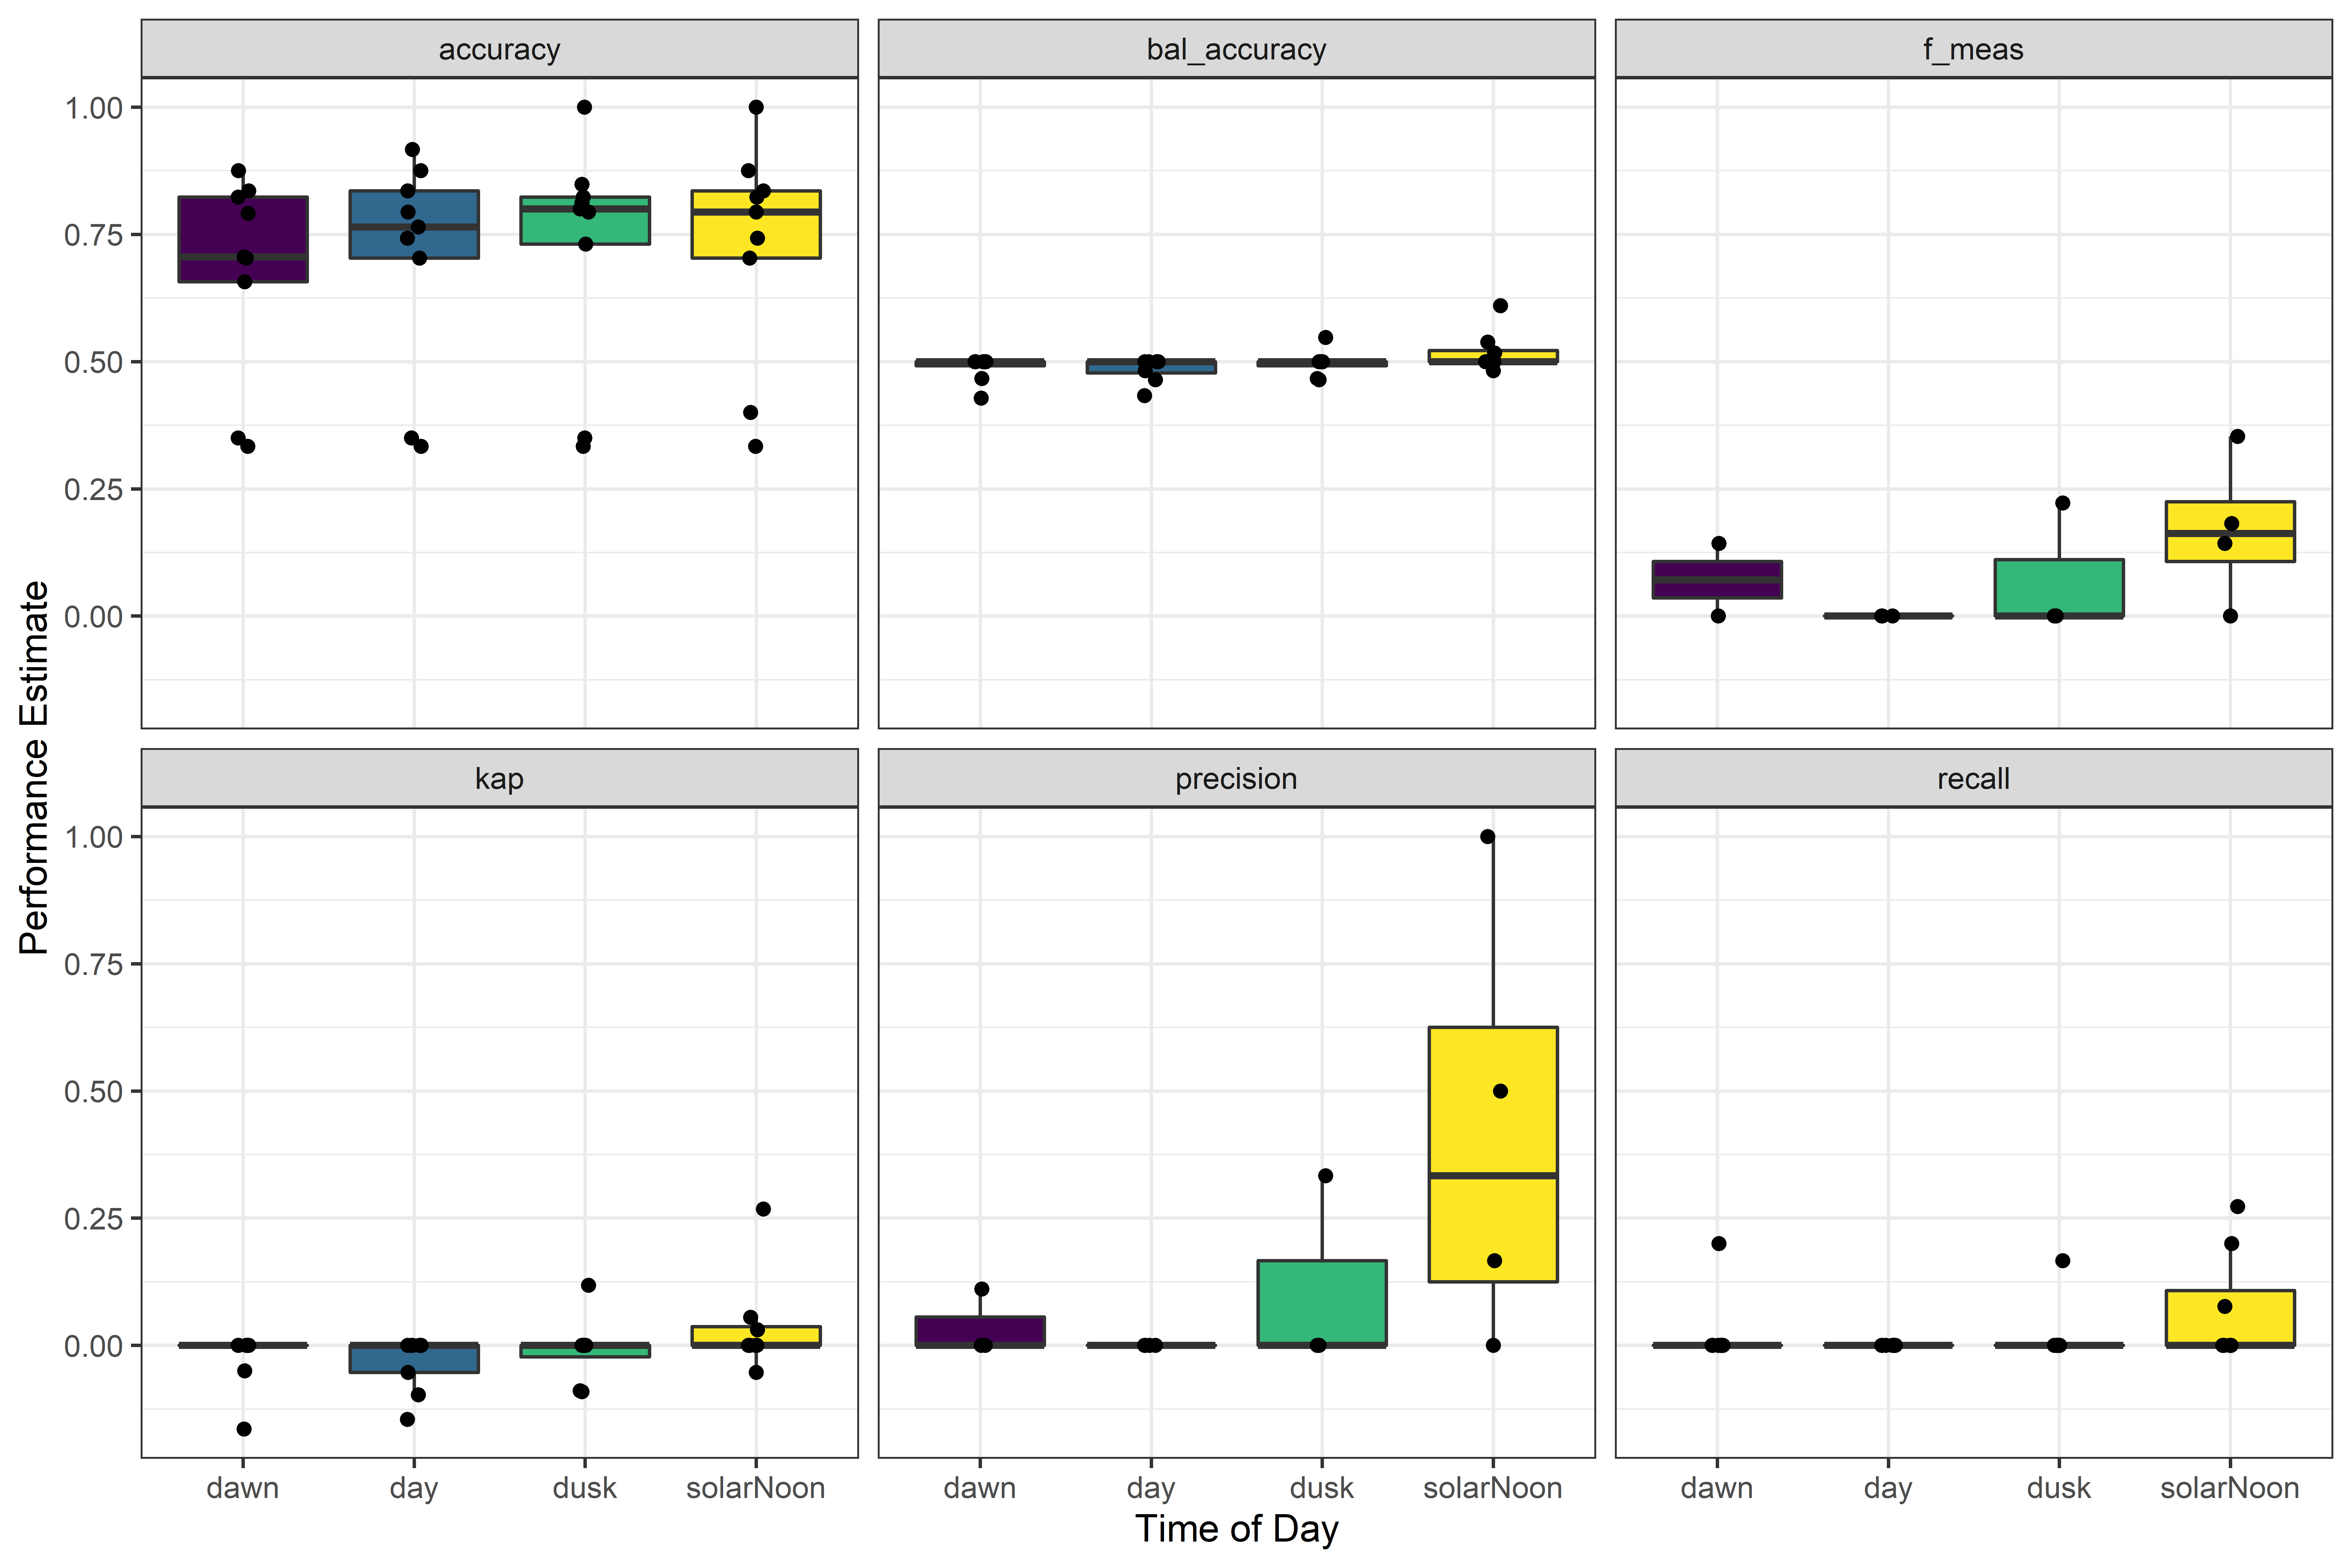 accuracy
bal_accuracy
f_meas
1.00
0.75
0.50
0.25
0.00
kap
precision
recall
1.00
0.75
0.50
0.25
0.00
Performance Estimate
dawn day dusk solarNoon
dawn day dusk solarNoon
dawn day dusk solarNoon
Time of Day